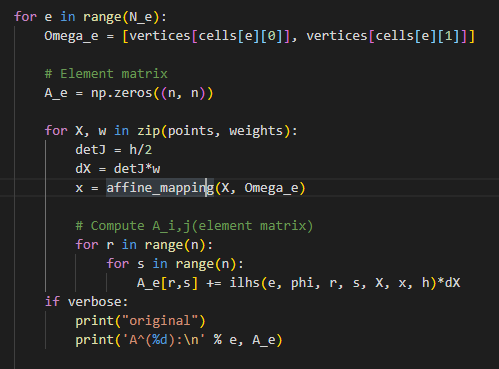 for e in range(N_e):
    Omega_e = [vertices[cells[e][0]], vertices[cells[e][1]]]
    # Element matrix
    A_e = np.zeros((n, n))
    for X, w in zip(points, weights):
        detJ = h/2
        dX = detJ*w
        x = affine_mapping(X, Omega_e)
        # Compute A_i,j(element matrix)
        for r in range(n):
            for s in range(n):
                A_e[r,s] += ilhs(e, phi, r, s, X, x, h)*dX
    if verbose:
        print("original")
        print('A^(%d):\n' % e, A_e)